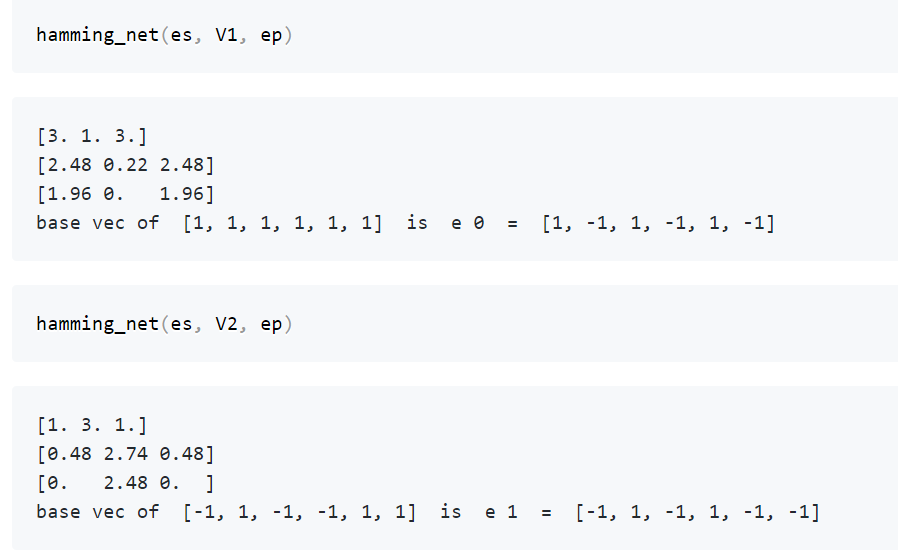 hamming_net(es, V1, ep)
[3. 1. 3.]
[2.48 0.22 2.48]
[1.96 0.   1.96]
base vec of  [1, 1, 1, 1, 1, 1]  is  e 0  =  [1, -1, 1, -1, 1, -1]
hamming_net(es, V2, ep)
[1. 3. 1.]
[0.48 2.74 0.48]
[0.   2.48 0.  ]
base vec of  [-1, 1, -1, -1, 1, 1]  is  e 1  =  [-1, 1, -1, 1, -1, -1]